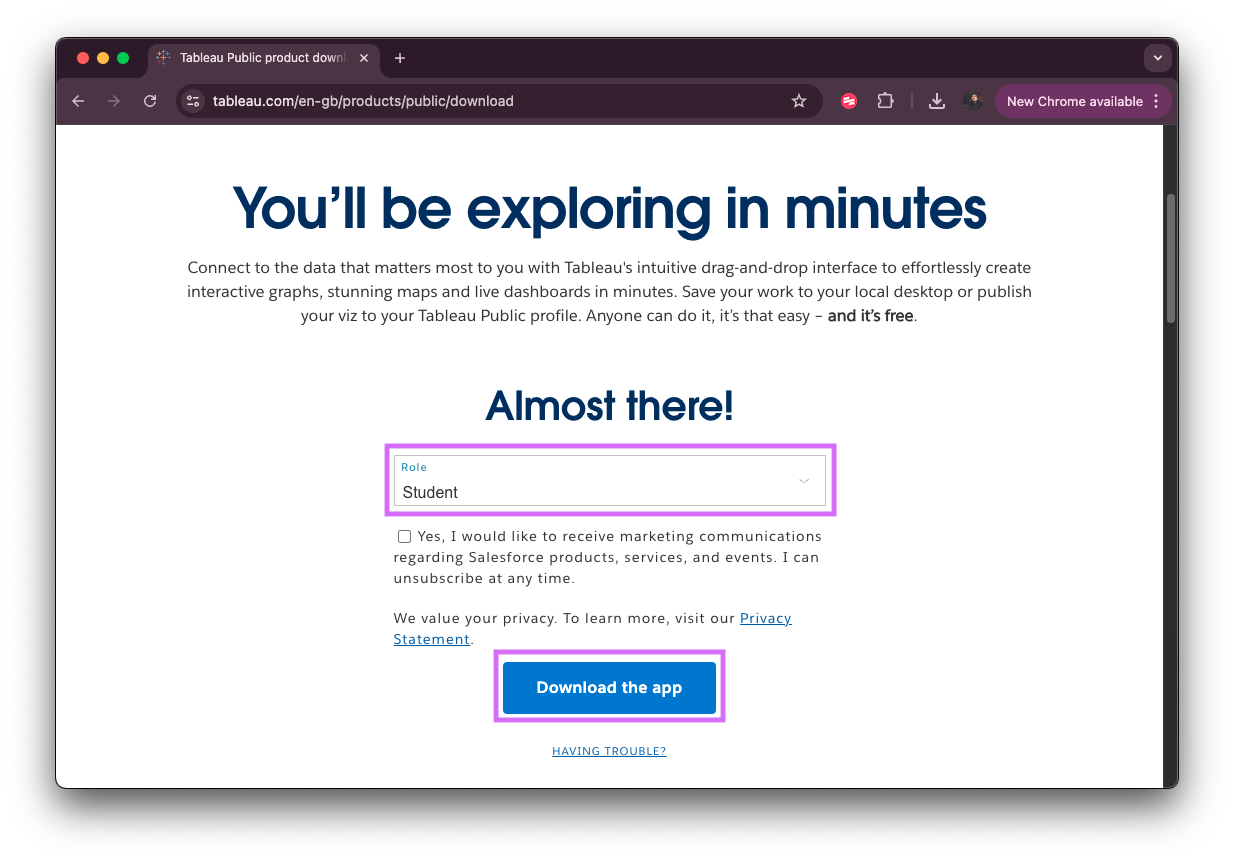 Tableau Public product downl
tableau.com/en-gb/products/public/download
New Chrome available
You’ll be exploring in minutes
Connect to the data that matters most to you with Tableau's intuitive drag-and-drop interface to effortlessly create
interactive graphs, stunning maps and live dashboards in minutes. Save your work to your local desktop or publish
your viz to your Tableau Public profile. Anyone can do it, it’s that easy – and it’s free.
Almost there!
Role
Student
Yes, I would like to receive marketing communications
regarding Salesforce products, services, and events. I can
unsubscribe at any time.
We value your privacy. To learn more, visit our Privacy
Statement.
Download the app
HAVING TROUBLE?